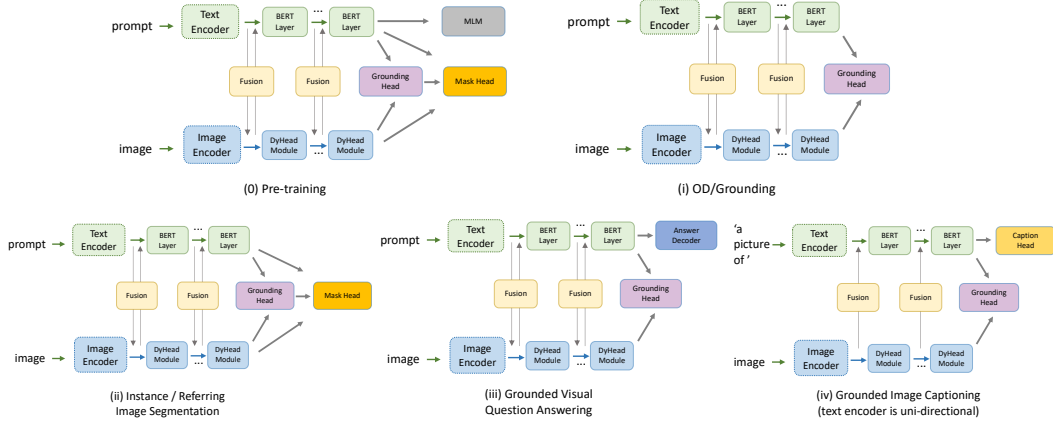 prompt
Text
Encoder
BERT
Layer
...
BERT
Layer
MLM
Fusion
Fusion
Grounding
Head
Mask Head
image
Image
Encoder
DyHead
Module
...
DyHead
Module
(0) Pre-training
prompt
Text
Encoder
BERT
Layer
...
BERT
Layer
Fusion
Fusion
Grounding
Head
image
Image
Encoder
DyHead
Module
...
DyHead
Module
(i) OD/Grounding
prompt
Text
Encoder
BERT
Layer
...
BERT
Layer
Fusion
Fusion
Grounding
Head
Mask Head
image
Image
Encoder
DyHead
Module
...
DyHead
Module
(ii) Instance / Referring
Image Segmentation
prompt
Text
Encoder
BERT
Layer
...
BERT
Layer
Answer
Decoder
Fusion
Fusion
Grounding
Head
image
Image
Encoder
DyHead
Module
...
DyHead
Module
(iii) Grounded Visual
Question Answering
'a
picture
of '
Text
Encoder
BERT
Layer
...
BERT
Layer
Caption
Head
Fusion
Fusion
Grounding
Head
image
Image
Encoder
DyHead
Module
...
DyHead
Module
(iv) Grounded Image Captioning
(text encoder is uni-directional)